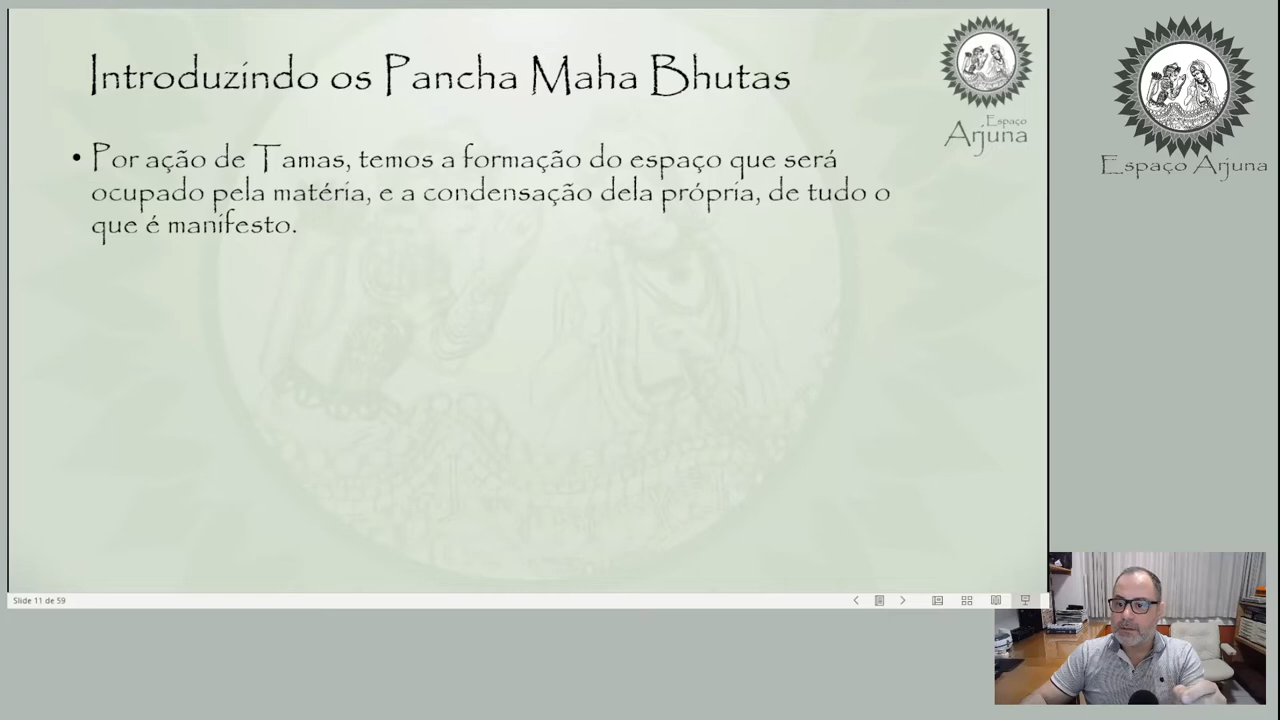 Introduzindo os Pancha Maha Bhutas
Espaço
Arjuna
Espaço Arjuna
• Por ação de Tamas, temos a formação do espaço que será
ocupado pela matéria, e a condensação dela própria, de tudo o
que é manifesto.
Slide 11 de 59